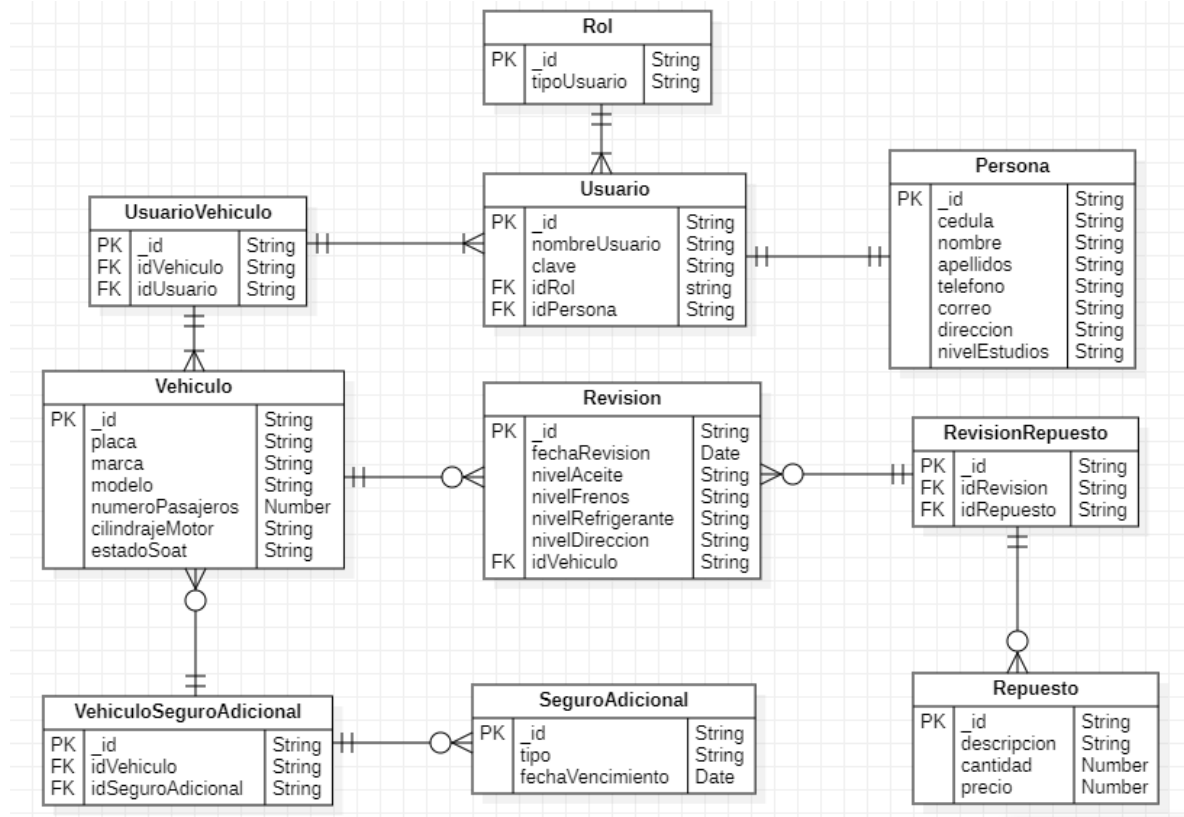 Rol
PK _id String
tipoUsuario String
Usuario
PK _id String
nombreUsuario String
clave String
FK idRol string
FK idPersona String
Persona
PK _id String
cedula String
nombre String
apellidos String
telefono String
correo String
direccion String
nivelEstudios String
UsuarioVehiculo
PK _id String
FK idVehiculo String
FK idUsuario String
Vehiculo
PK _id String
placa String
marca String
modelo String
numeroPasajeros Number
cilindrajeMotor String
estadoSoat String
Revision
PK _id String
fechaRevision Date
nivelAceite String
nivelFrenos String
nivelRefrigerante String
nivelDireccion String
FK idVehiculo String
RevisionRepuesto
PK _id String
FK idRevision String
FK idRepuesto String
VehiculoSeguroAdicional
PK _id String
FK idVehiculo String
FK idSeguroAdicional String
SeguroAdicional
PK _id String
tipo String
fechaVencimiento Date
Repuesto
PK _id String
descripcion String
cantidad Number
precio Number